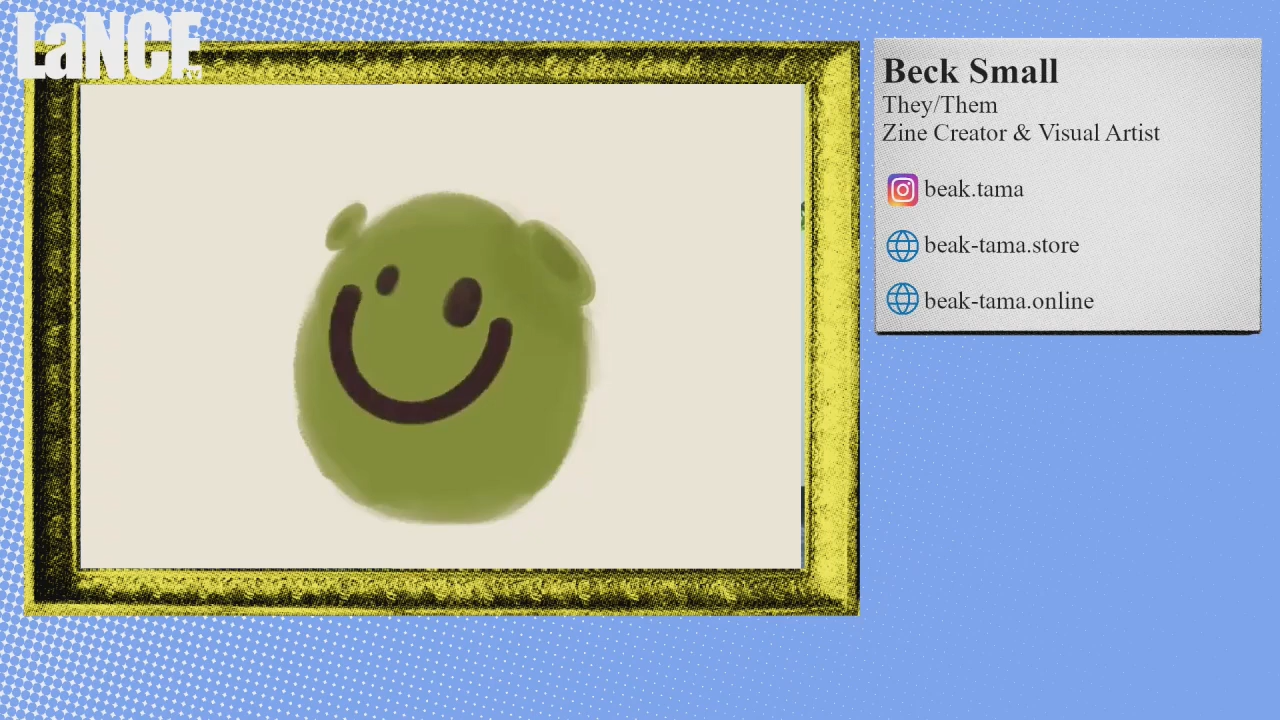 LaNCE
Beck Small
They/Them
Zine Creator & Visual Artist
beak.tama
beak-tama.store
beak-tama.online